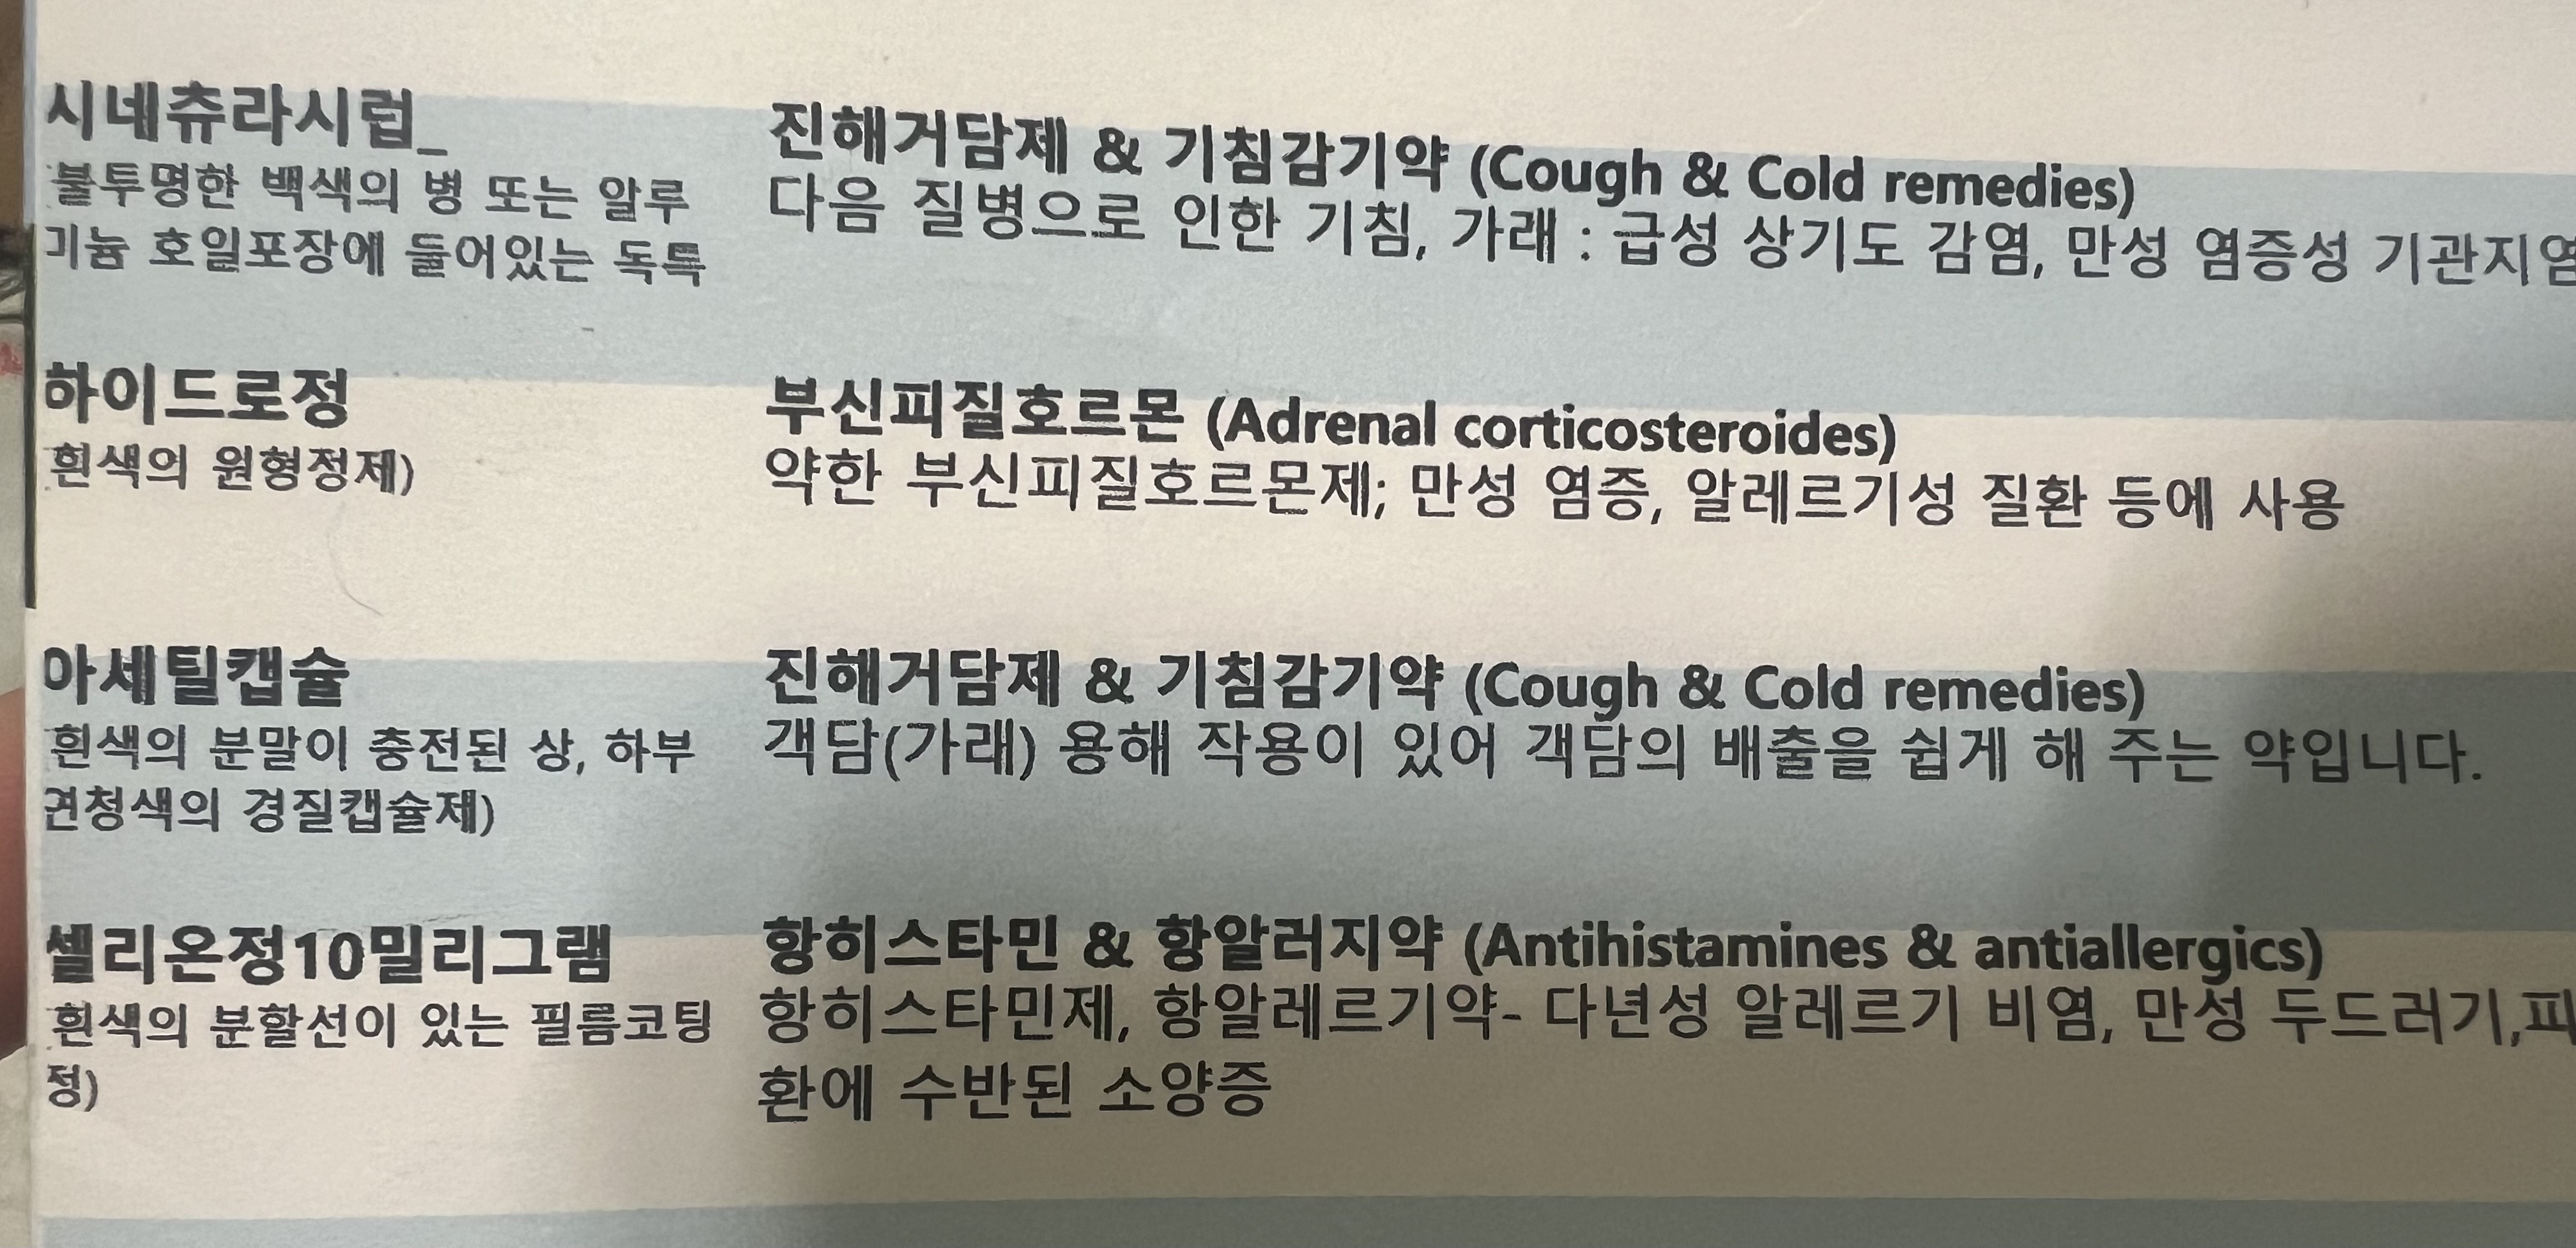 시네츄라시럽_
불투명한 백색의 병 또는 알루
미늄 호일포장에 들어있는 독특
진해거담제 & 기침감기약 (Cough & Cold remedies)
다음 질병으로 인한 기침, 가래 : 급성 상기도 감염, 만성 염증성 기관지염
하이드로정
흰색의 원형정제)
부신피질호르몬 (Adrenal corticosteroides)
약한 부신피질호르몬제; 만성 염증, 알레르기성 질환 등에 사용
아세틸캡슐
흰색의 분말이 충전된 상, 하부
연청색의 경질캡슐제)
진해거담제 & 기침감기약 (Cough & Cold remedies)
객담(가래) 용해 작용이 있어 객담의 배출을 쉽게 해 주는 약입니다.
셀리온정10밀리그램
흰색의 분할선이 있는 필름코팅
정)
항히스타민 & 항알러지약 (Antihistamines & antiallergics)
항히스타민제, 항알레르기약- 다년성 알레르기 비염, 만성 두드러기,피
환에 수반된 소양증